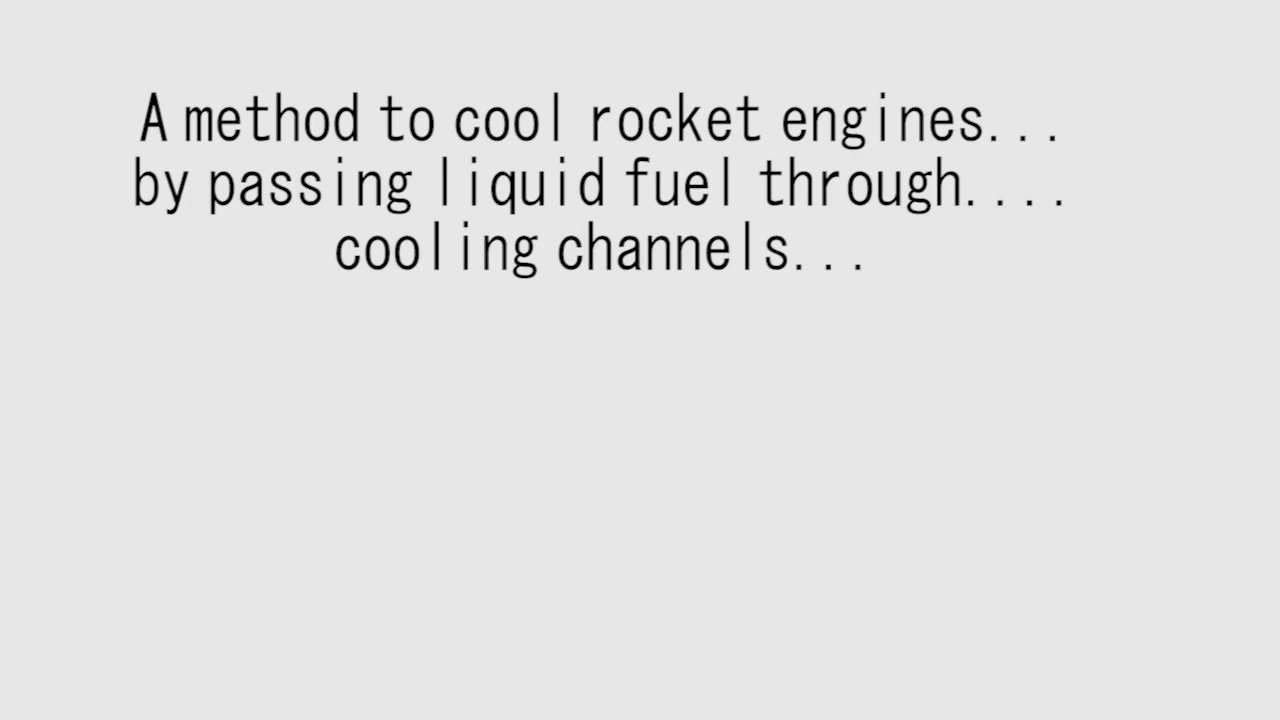 A method to cool rocket engines...
by passing liquid fuel through....
cooling channels...